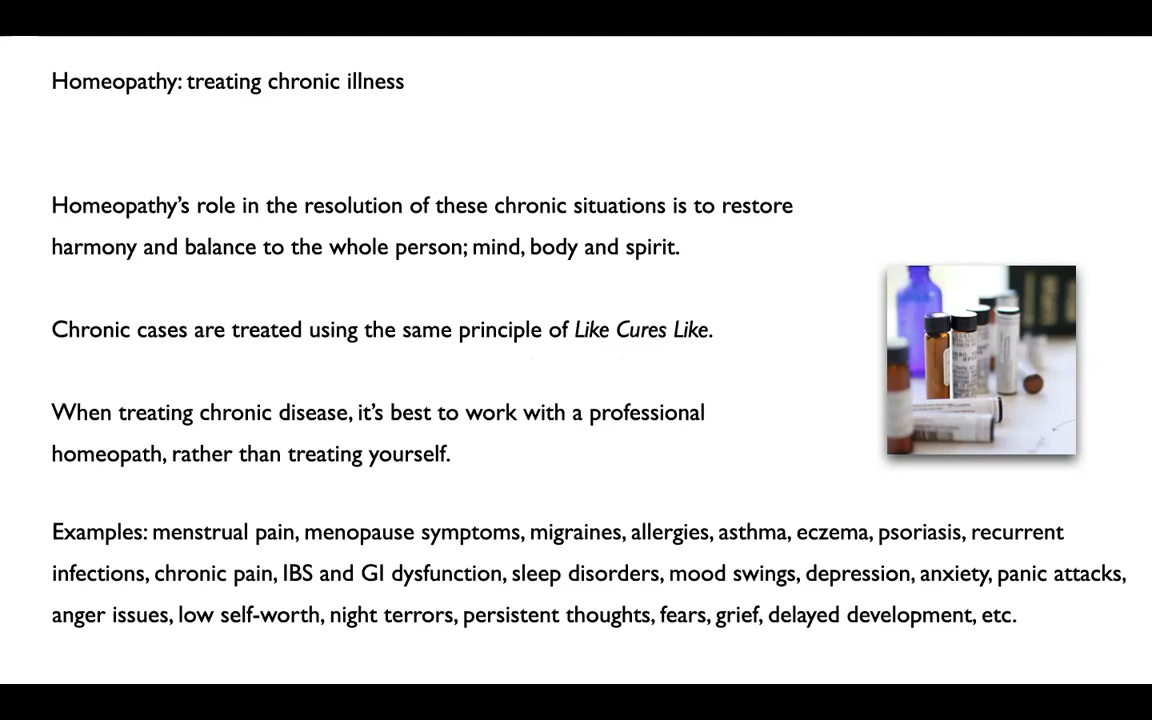 Homeopathy: treating chronic illness
Homeopathy’s role in the resolution of these chronic situations is to restore
harmony and balance to the whole person; mind, body and spirit.
Chronic cases are treated using the same principle of Like Cures Like.
When treating chronic disease, it’s best to work with a professional
homeopath, rather than treating yourself.
Examples: menstrual pain, menopause symptoms, migraines, allergies, asthma, eczema, psoriasis, recurrent
infections, chronic pain, IBS and GI dysfunction, sleep disorders, mood swings, depression, anxiety, panic attacks,
anger issues, low self-worth, night terrors, persistent thoughts, fears, grief, delayed development, etc.